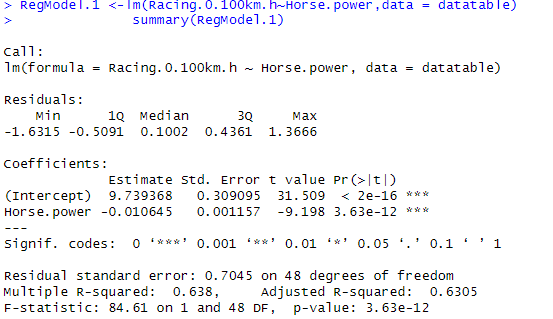 > RegModel.1 <-lm(Racing.0.100km.h~Horse.power,data = datatable)
> summary(RegModel.1)
Call:
lm(formula = Racing.0.100km.h ~ Horse.power, data = datatable)
Residuals:
Min 1Q Median 3Q Max
-1.6315 -0.5091 0.1002 0.4361 1.3666
Coefficients:
Estimate Std. Error t value Pr(>|t|)
(Intercept) 9.739368 0.309095 31.509 < 2e-16 ***
Horse.power -0.010645 0.001157 -9.198 3.63e-12 ***
---
Signif. codes: 0 ‘***’ 0.001 ‘**’ 0.01 ‘*’ 0.05 ‘.’ 0.1 ‘ ’ 1
Residual standard error: 0.7045 on 48 degrees of freedom
Multiple R-squared: 0.638, Adjusted R-squared: 0.6305
F-statistic: 84.61 on 1 and 48 DF, p-value: 3.63e-12